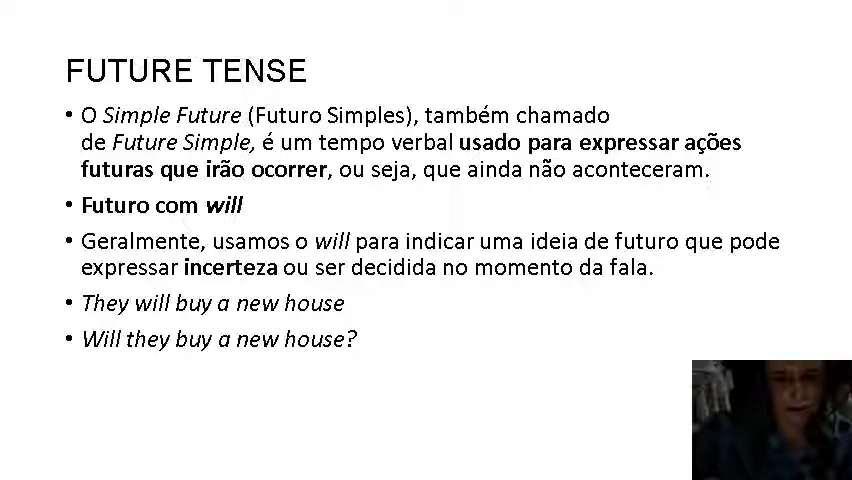 FUTURE TENSE
• O Simple Future (Futuro Simples), também chamado
de Future Simple, é um tempo verbal usado para expressar ações
futuras que irão ocorrer, ou seja, que ainda não aconteceram.
• Futuro com will
• Geralmente, usamos o will para indicar uma ideia de futuro que pode
expressar incerteza ou ser decidida no momento da fala.
• They will buy a new house
• Will they buy a new house?